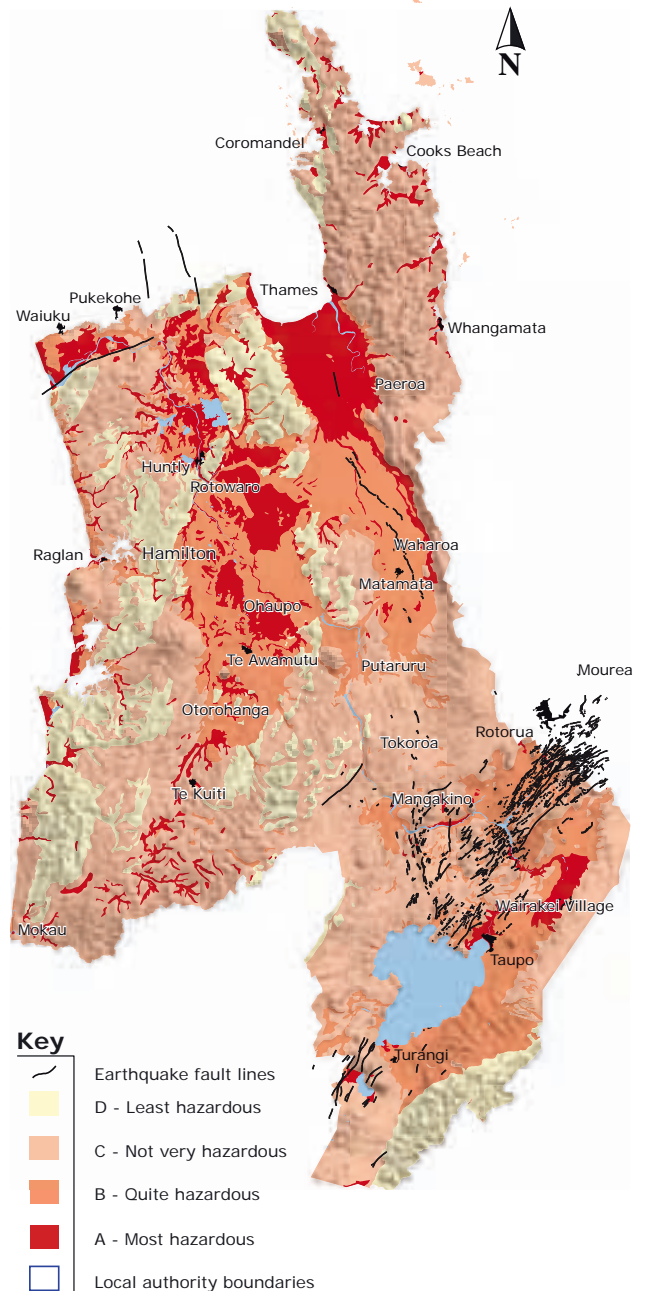 N
Coromandel
Cooks Beach
Thames
Pukekohe
Waiuku
Whangamata
Paeroa
Huntly
Rotowaro
Waharoa
Raglan
Hamilton
Matamata
Ohaupo
Te Awamutu
Putaruru
Mourea
Otorohanga
Rotorua
Tokoroa
Te Kuiti
Mangakino
Wairakei Village
Mokau
Taupo
Turangi
Key
Earthquake fault lines
D - Least hazardous
C - Not very hazardous
B - Quite hazardous
A - Most hazardous
Local authority boundaries